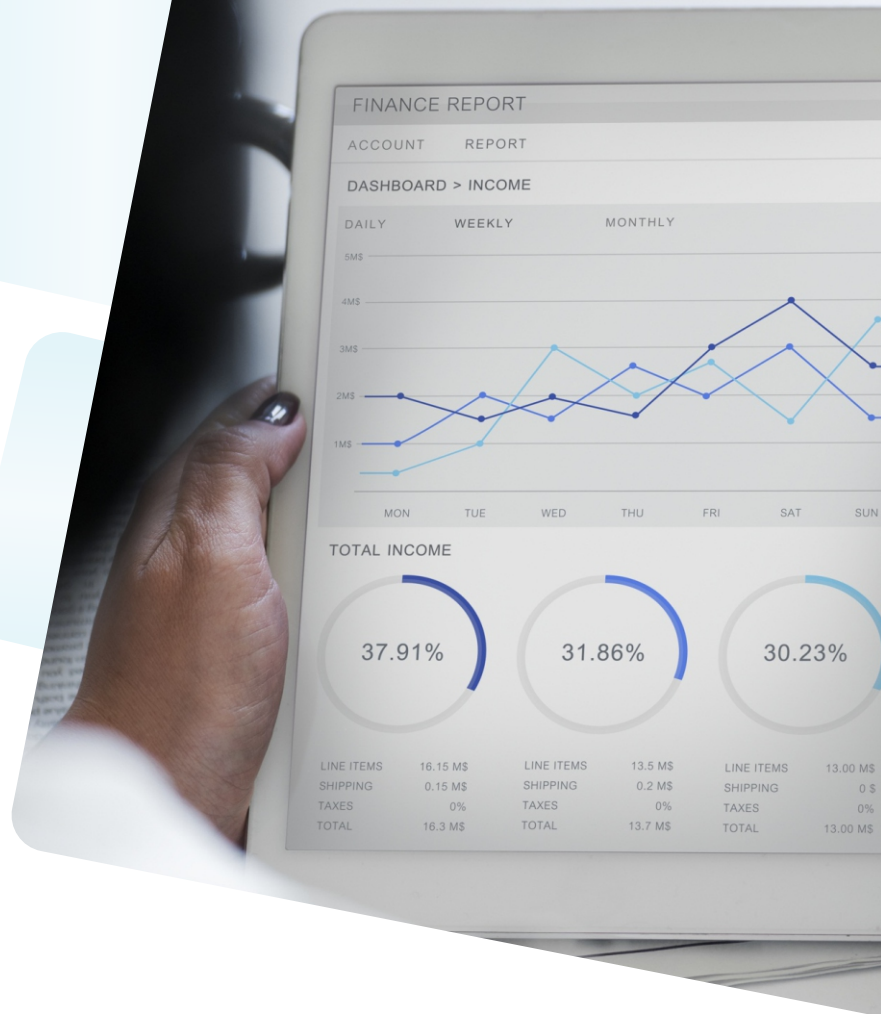 FINANCE REPORT
ACCOUNT REPORT
DASHBOARD > INCOME
DAILY WEEKLY MONTHLY
5M$
4M$
3M$
2M$
1M$
MON TUE WED THU FRI SAT SUN
TOTAL INCOME
37.91% 31.86% 30.23%
LINE ITEMS 16.15 M$ LINE ITEMS 13.5 M$ LINE ITEMS 13.00 M$
SHIPPING 0.15 M$ SHIPPING 0.2 M$ SHIPPING 0 $
TAXES 0% TAXES 0% TAXES 0%
TOTAL 16.3 M$ TOTAL 13.7 M$ TOTAL 13.00 M$